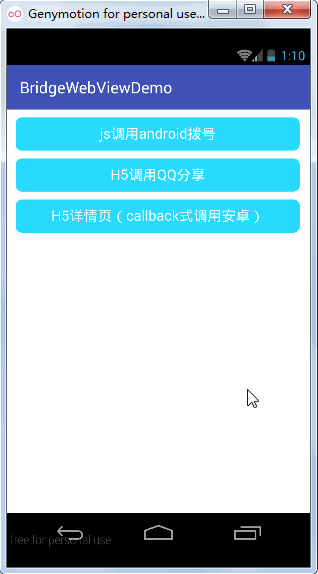 Genymotion for personal use...
1:10
BridgeWebViewDemo
js调用android拨号
H5调用QQ分享
H5详情页（callback式调用安卓）
free for personal use